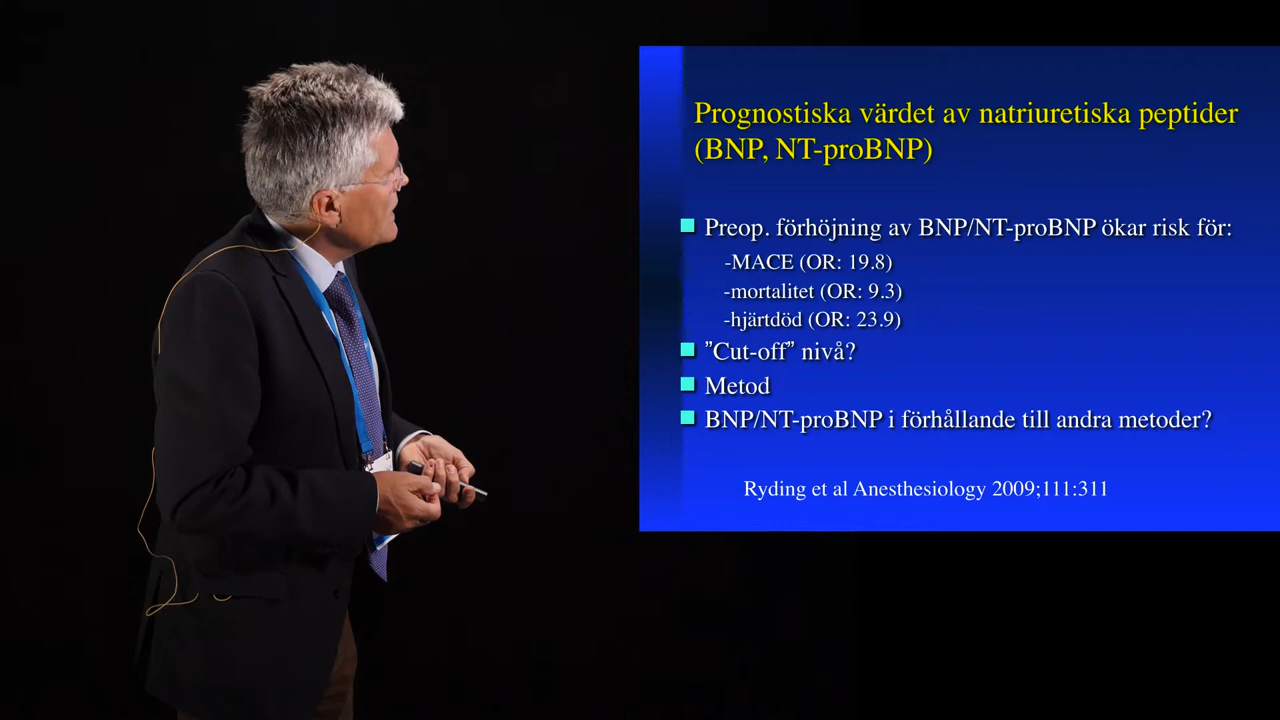 Prognostiska värdet av natriuretiska peptider
(BNP, NT-proBNP)
Preop. förhöjning av BNP/NT-proBNP ökar risk för:
-MACE (OR: 19.8)
-mortalitet (OR: 9.3)
-hjärtdöd (OR: 23.9)
”Cut-off” nivå?
Metod
BNP/NT-proBNP i förhållande till andra metoder?
Ryding et al Anesthesiology 2009;111:311